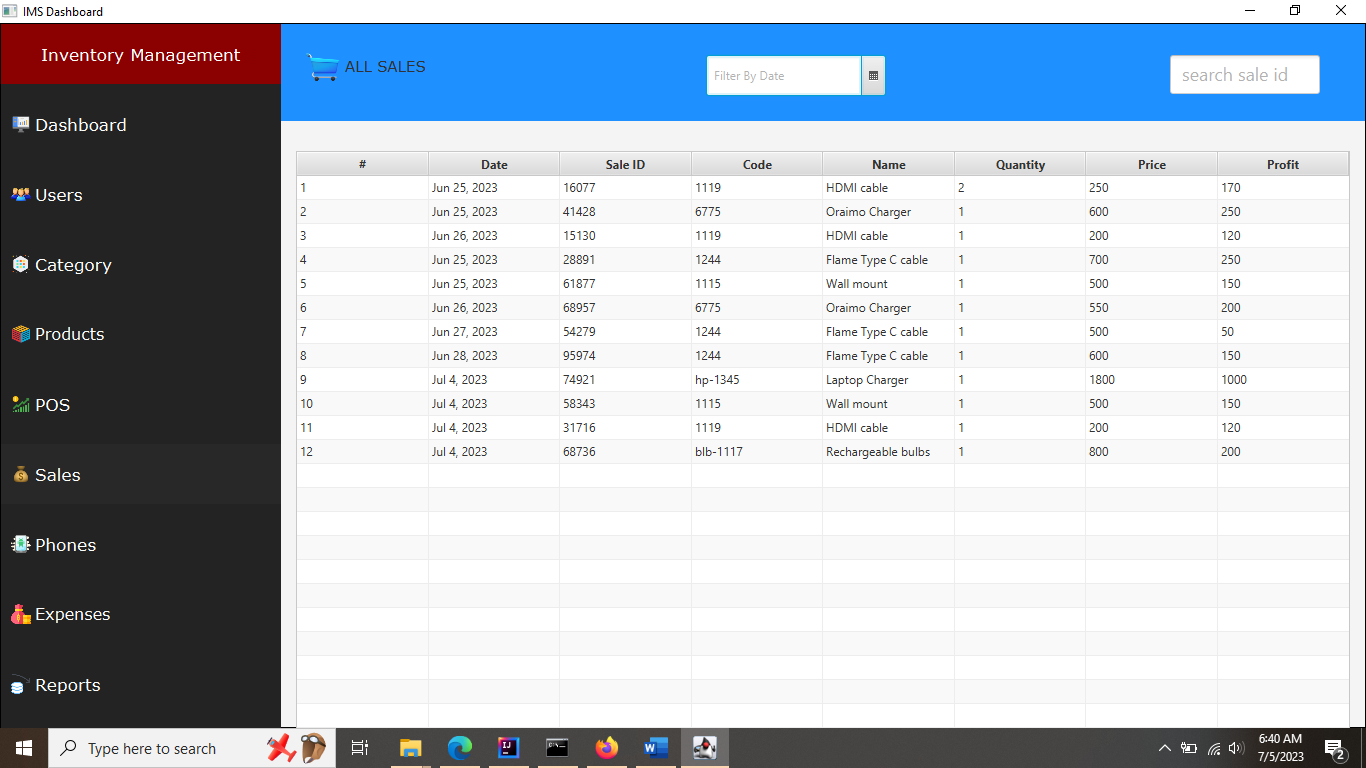 IMS Dashboard
Inventory Management
Dashboard
Users
Category
Products
POS
Sales
Phones
Expenses
Reports
ALL SALES
Filter By Date
search sale id
# Date Sale ID Code Name Quantity Price Profit
1 Jun 25, 2023 16077 1119 HDMI cable 2 250 170
2 Jun 25, 2023 41428 6775 Oraimo Charger 1 600 250
3 Jun 26, 2023 15130 1119 HDMI cable 1 200 120
4 Jun 25, 2023 28891 1244 Flame Type C cable 1 700 250
5 Jun 25, 2023 61877 1115 Wall mount 1 500 150
6 Jun 26, 2023 68957 6775 Oraimo Charger 1 550 200
7 Jun 27, 2023 54279 1244 Flame Type C cable 1 500 50
8 Jun 28, 2023 95974 1244 Flame Type C cable 1 600 150
9 Jul 4, 2023 74921 hp-1345 Laptop Charger 1 1800 1000
10 Jul 4, 2023 58343 1115 Wall mount 1 500 150
11 Jul 4, 2023 31716 1119 HDMI cable 1 200 120
12 Jul 4, 2023 68736 blb-1117 Rechargeable bulbs 1 800 200
Type here to search
6:40 AM
7/5/2023
2